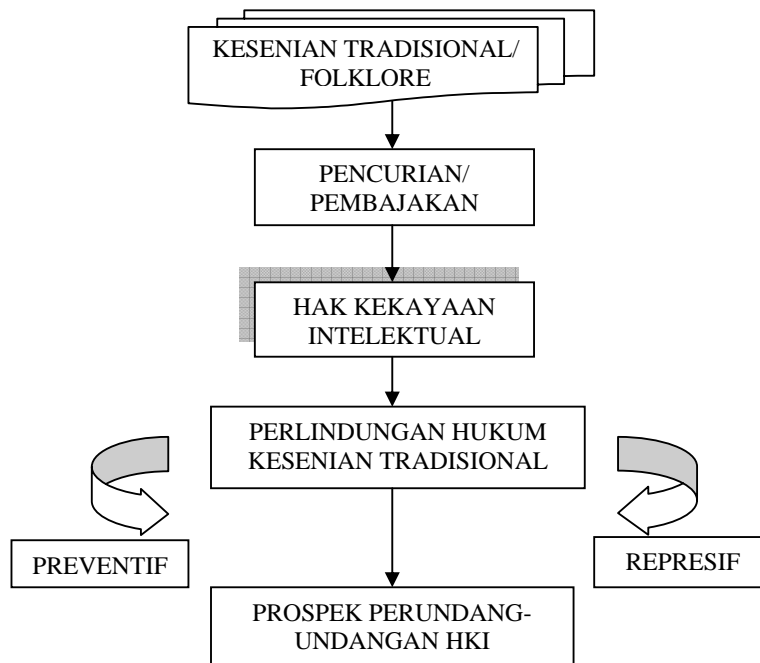 KESENIAN TRADISIONAL/
FOLKLORE
PENCURIAN/
PEMBAJAKAN
HAK KEKAYAAN
INTELEKTUAL
PERLINDUNGAN HUKUM
KESENIAN TRADISIONAL
PREVENTIF
REPRESIF
PROSPEK PERUNDANG-
UNDANGAN HKI